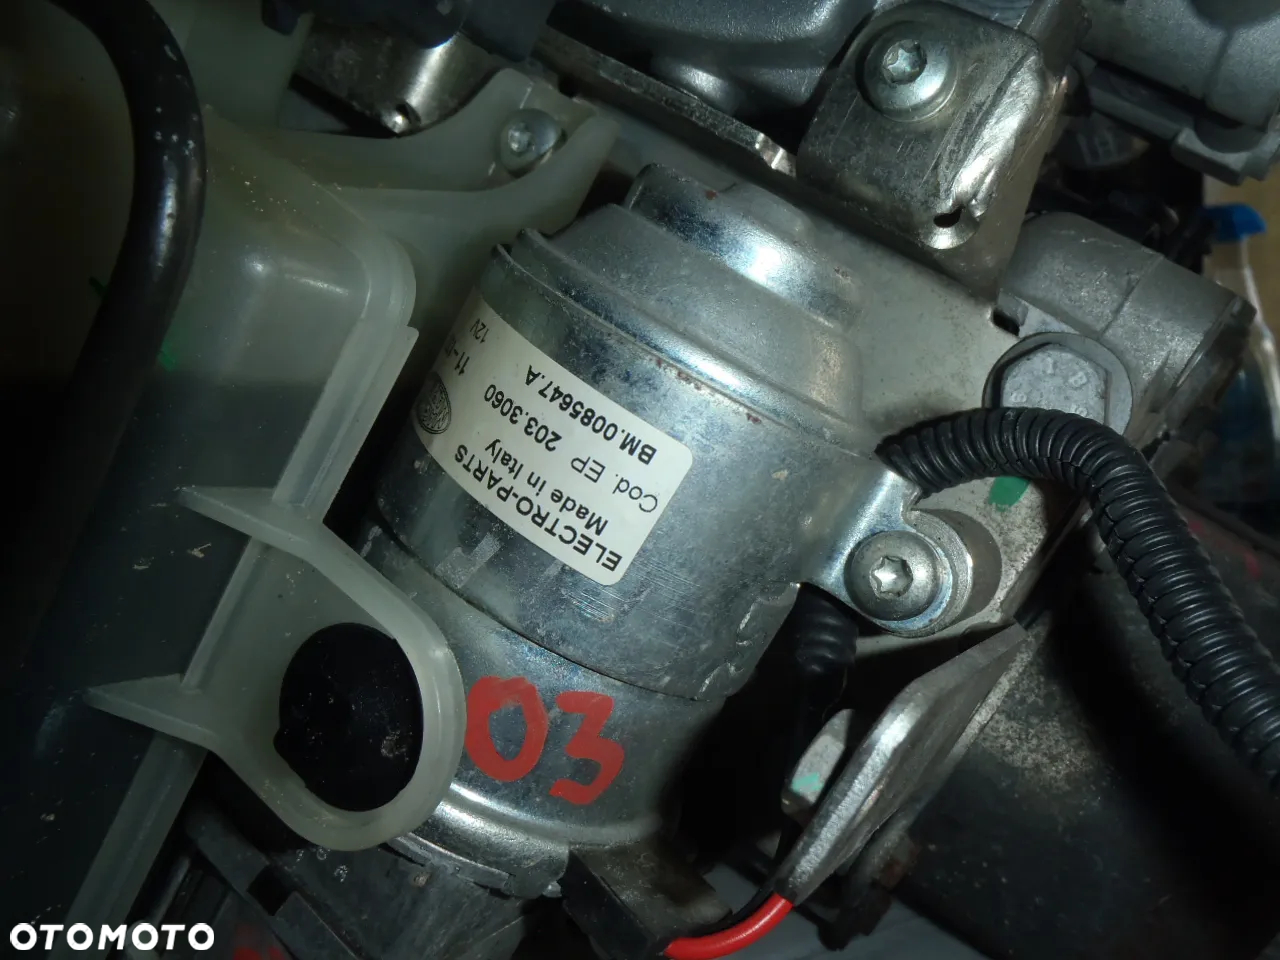 ELECTRO-PARTS
Made in Italy
Cod. EP 203.3060
BM.0085647.A
12V
03
OTOMOTO